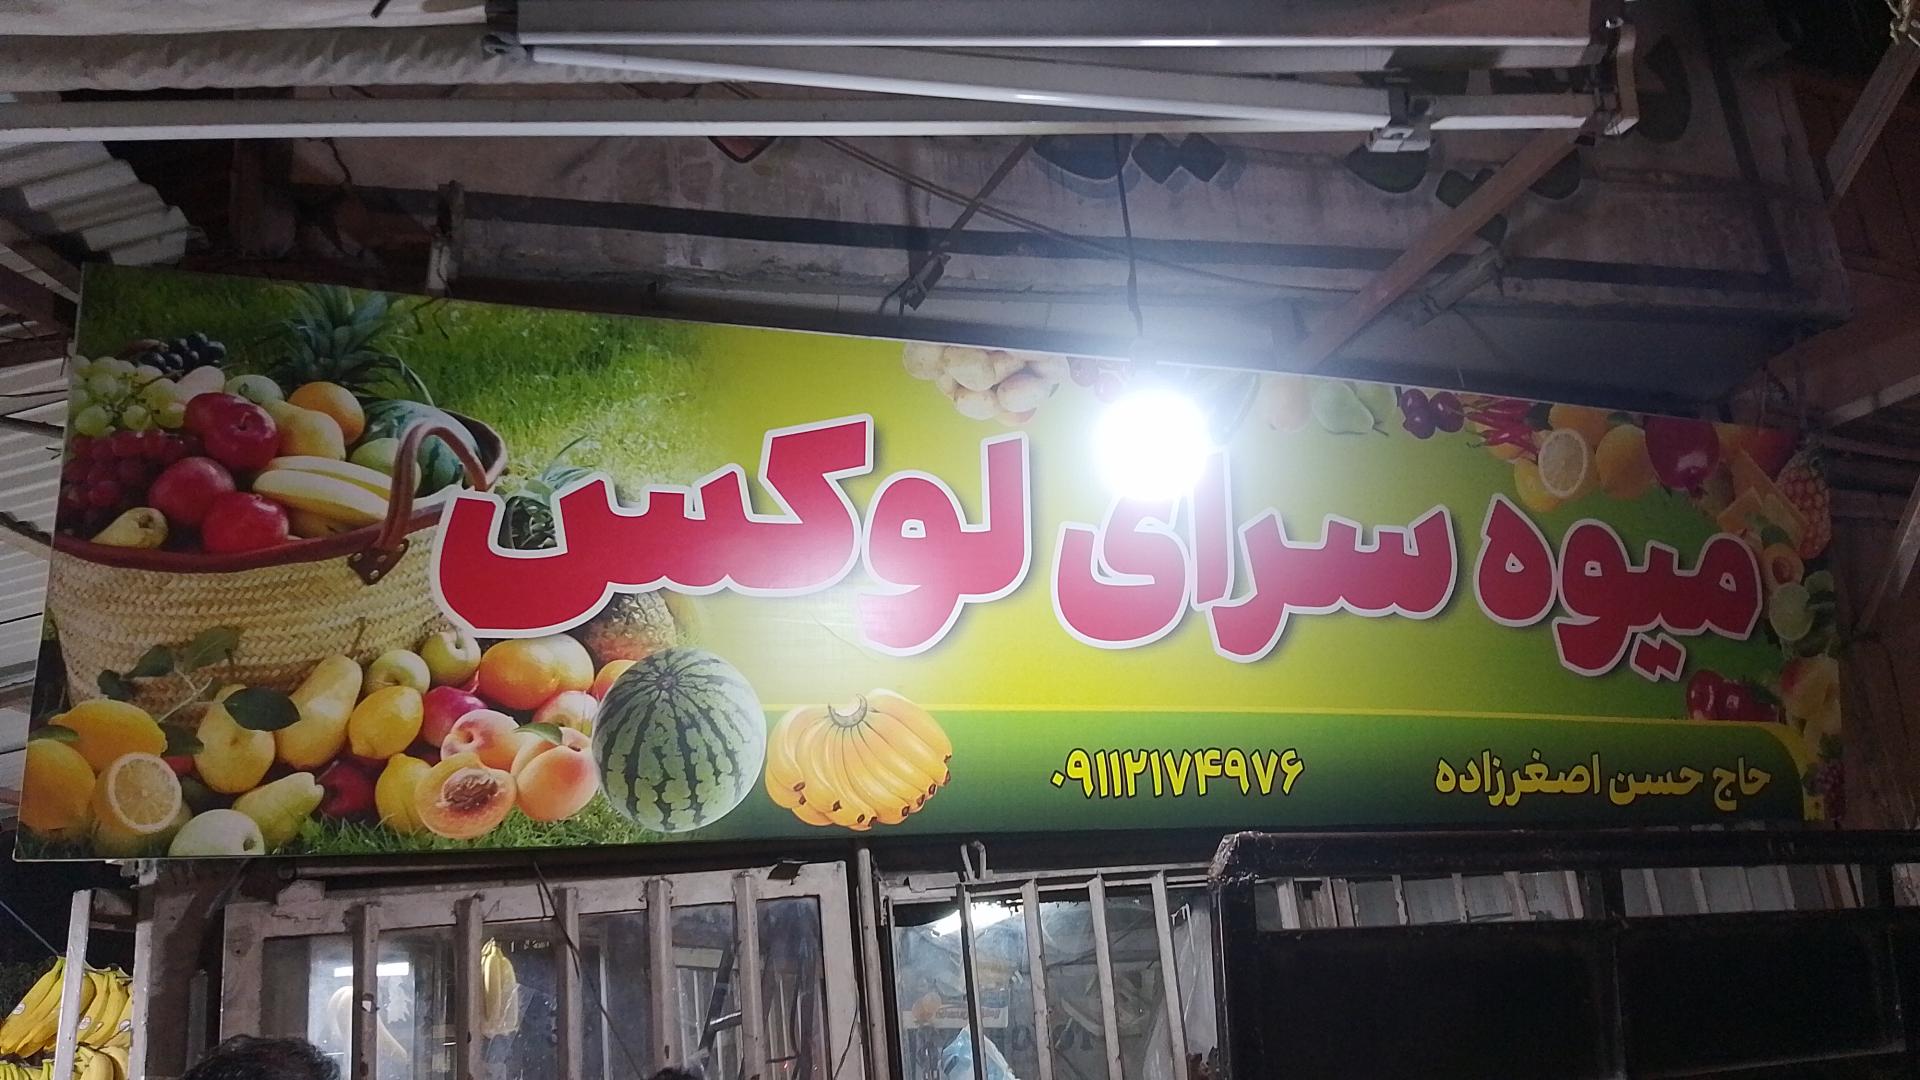 میوه سرای لوکس
حاج حسن اصغرزاده
۰۹۱۱۲۱۷۴۹۷۶